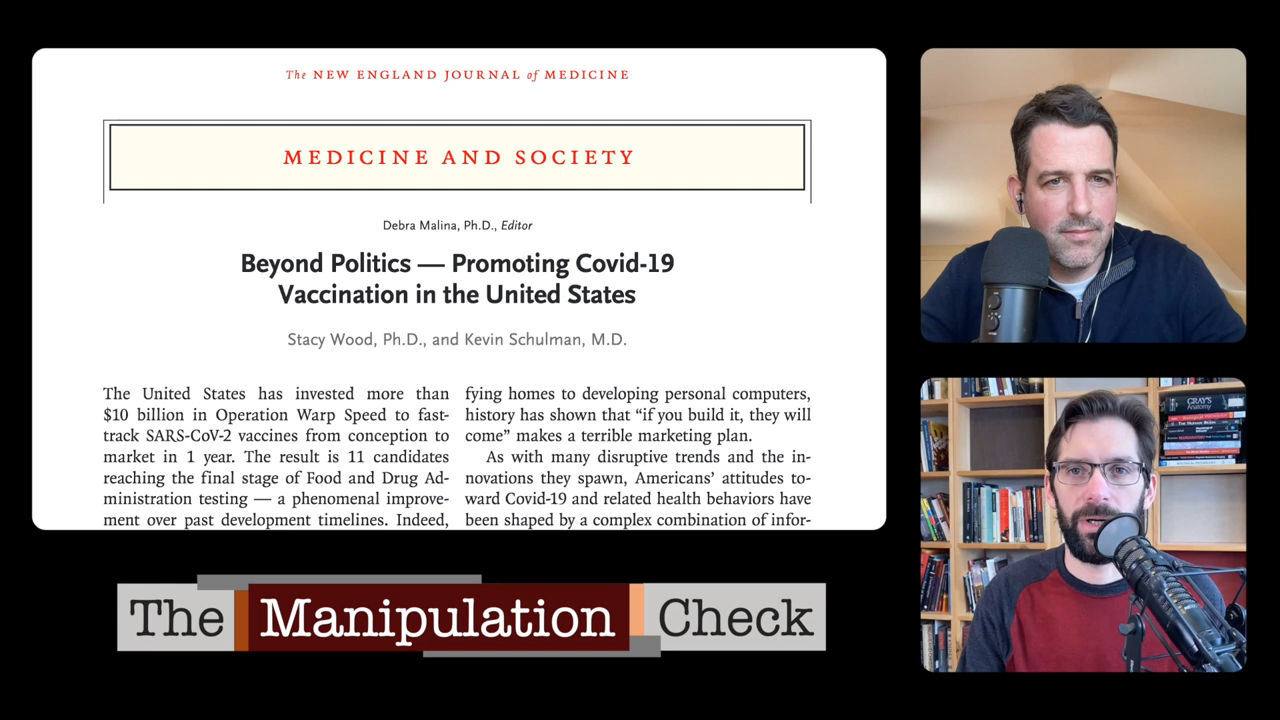 The NEW ENGLAND JOURNAL of MEDICINE
MEDICINE AND SOCIETY
Debra Malina, Ph.D., Editor
Beyond Politics — Promoting Covid-19
Vaccination in the United States
Stacy Wood, Ph.D., and Kevin Schulman, M.D.
The United States has invested more than
$10 billion in Operation Warp Speed to fast-
track SARS-CoV-2 vaccines from conception to
market in 1 year. The result is 11 candidates
reaching the final stage of Food and Drug Ad-
ministration testing — a phenomenal improve-
ment over past development timelines. Indeed,
fying homes to developing personal computers,
history has shown that “if you build it, they will
come” makes a terrible marketing plan.
As with many disruptive trends and the in-
novations they spawn, Americans’ attitudes to-
ward Covid-19 and related health behaviors have
been shaped by a complex combination of infor-
The Manipulation Check
GRAY'S
Anatomy